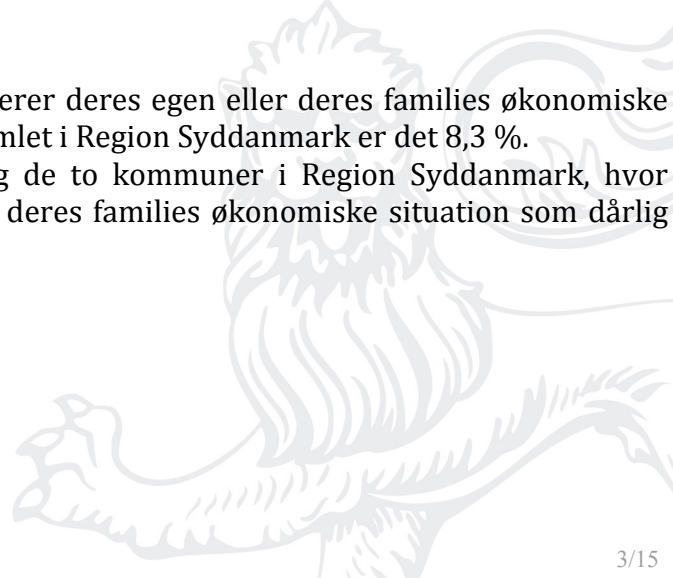 erer deres egen eller deres families økonomiske
mlet i Region Syddanmark er det 8,3 %.
g de to kommuner i Region Syddanmark, hvor
deres families økonomiske situation som dårlig
3/15